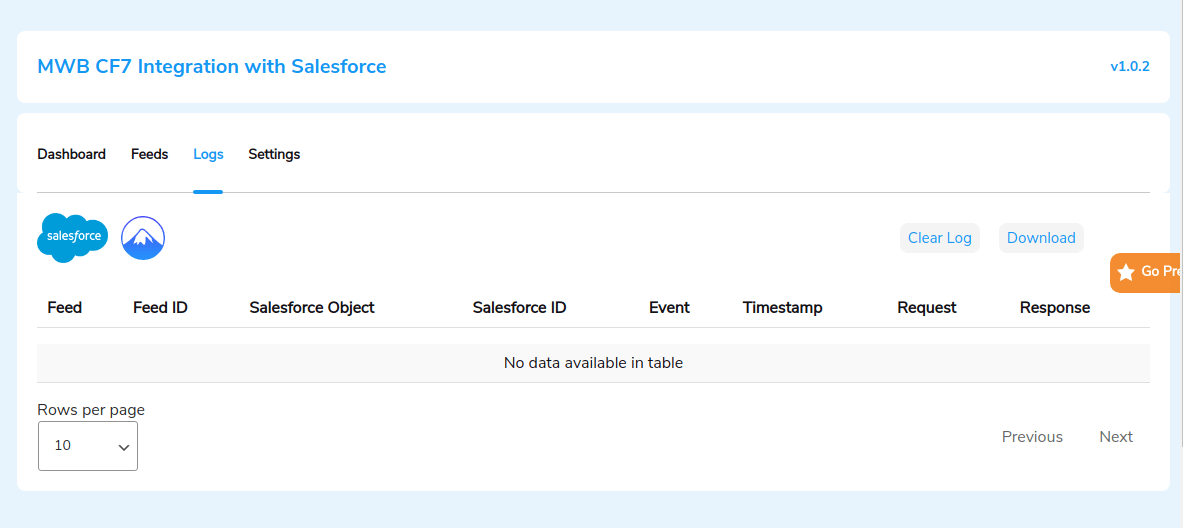 MWB CF7 Integration with Salesforce
v1.0.2
Dashboard Feeds Logs Settings
salesforce
Clear Log Download
Go Pre
Feed Feed ID Salesforce Object Salesforce ID Event Timestamp Request Response
No data available in table
Rows per page
10
Previous Next